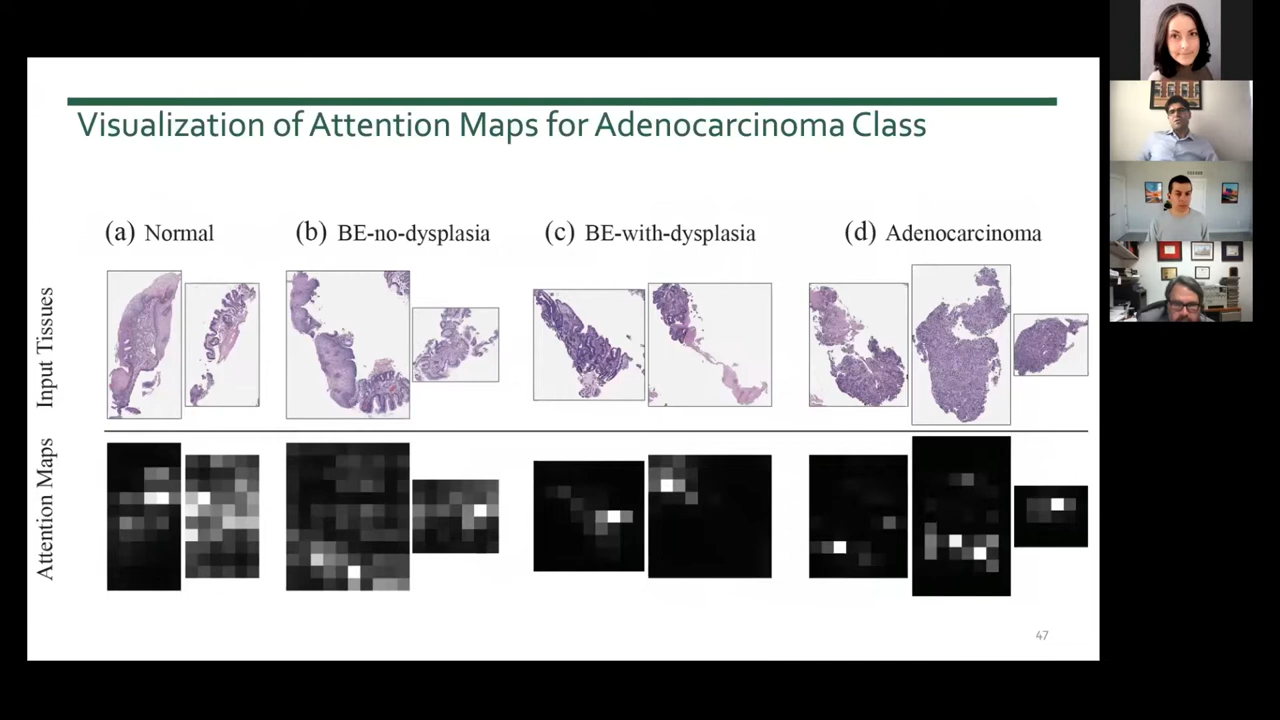 Visualization of Attention Maps for Adenocarcinoma Class
(a) Normal
(b) BE-no-dysplasia
(c) BE-with-dysplasia
(d) Adenocarcinoma
Input Tissues
Attention Maps
47